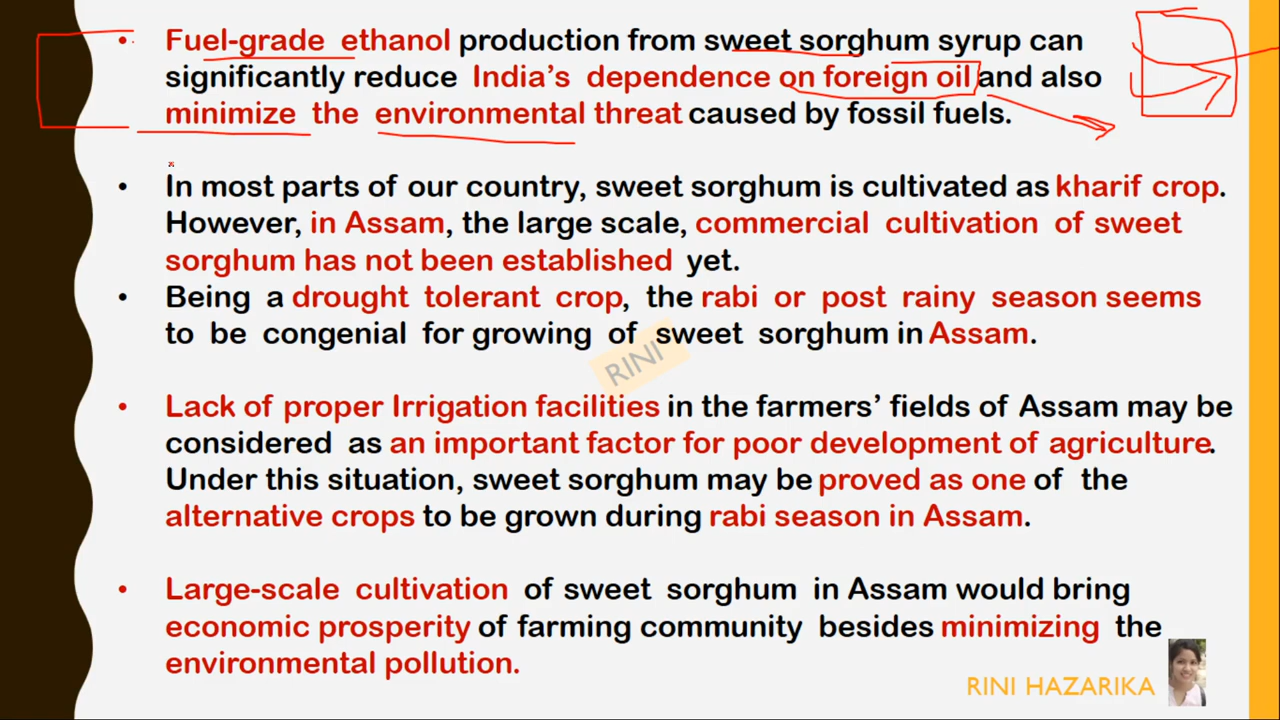 • Fuel-grade ethanol production from sweet sorghum syrup can
significantly reduce India's dependence on foreign oil and also
minimize the environmental threat caused by fossil fuels.
• In most parts of our country, sweet sorghum is cultivated as kharif crop.
However, in Assam, the large scale, commercial cultivation of sweet
sorghum has not been established yet.
• Being a drought tolerant crop, the rabi or post rainy season seems
to be congenial for growing of sweet sorghum in Assam.
RINI
• Lack of proper Irrigation facilities in the farmers' fields of Assam may be
considered as an important factor for poor development of agriculture.
Under this situation, sweet sorghum may be proved as one of the
alternative crops to be grown during rabi season in Assam.
• Large-scale cultivation of sweet sorghum in Assam would bring
economic prosperity of farming community besides minimizing the
environmental pollution.
RINI HAZARIKA